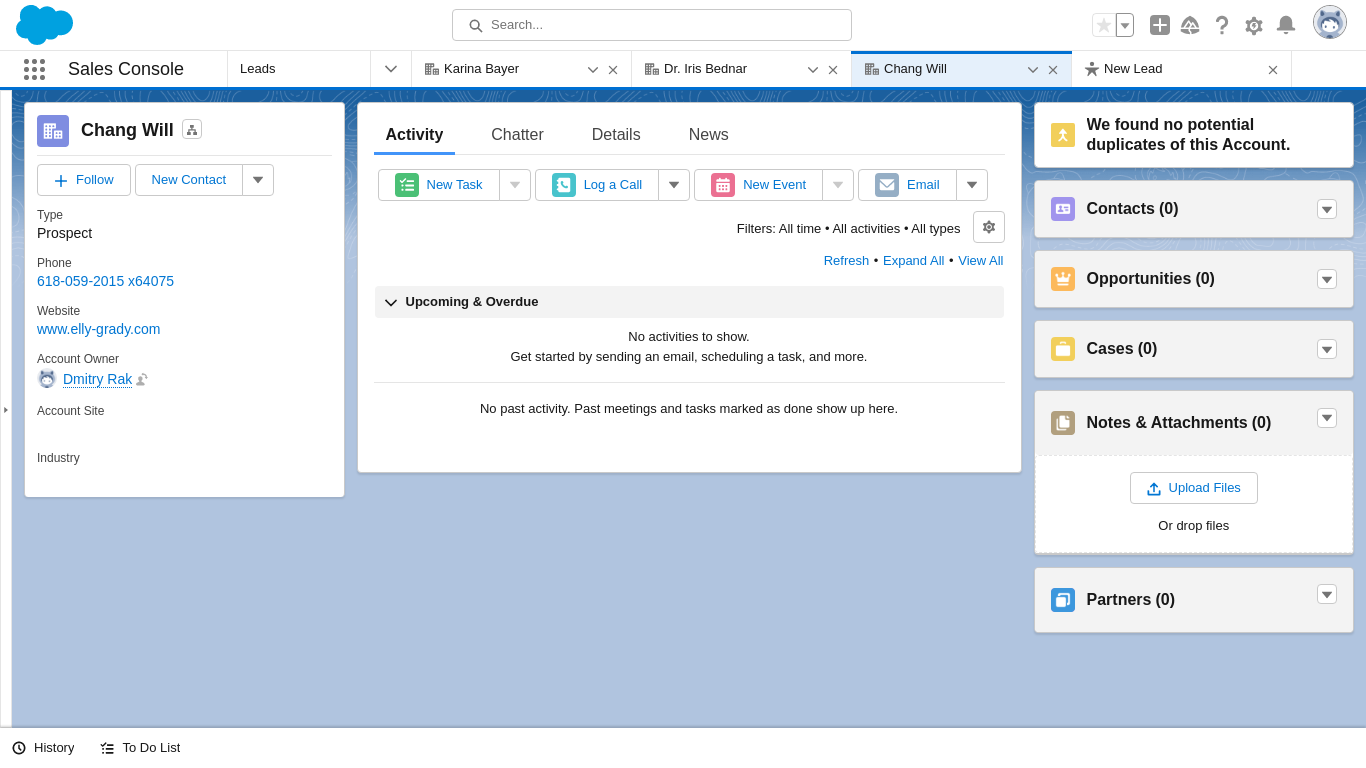 Search...
Sales Console
Leads
Karina Bayer
Dr. Iris Bednar
Chang Will
New Lead
Chang Will
Follow
New Contact
Type
Prospect
Phone
618-059-2015 x64075
Website
www.elly-grady.com
Account Owner
Dmitry Rak
Account Site
Industry
Activity
Chatter
Details
News
New Task
Log a Call
New Event
Email
Filters: All time • All activities • All types
Refresh • Expand All • View All
Upcoming & Overdue
No activities to show.
Get started by sending an email, scheduling a task, and more.
No past activity. Past meetings and tasks marked as done show up here.
We found no potential
duplicates of this Account.
Contacts (0)
Opportunities (0)
Cases (0)
Notes & Attachments (0)
Upload Files
Or drop files
Partners (0)
History
To Do List